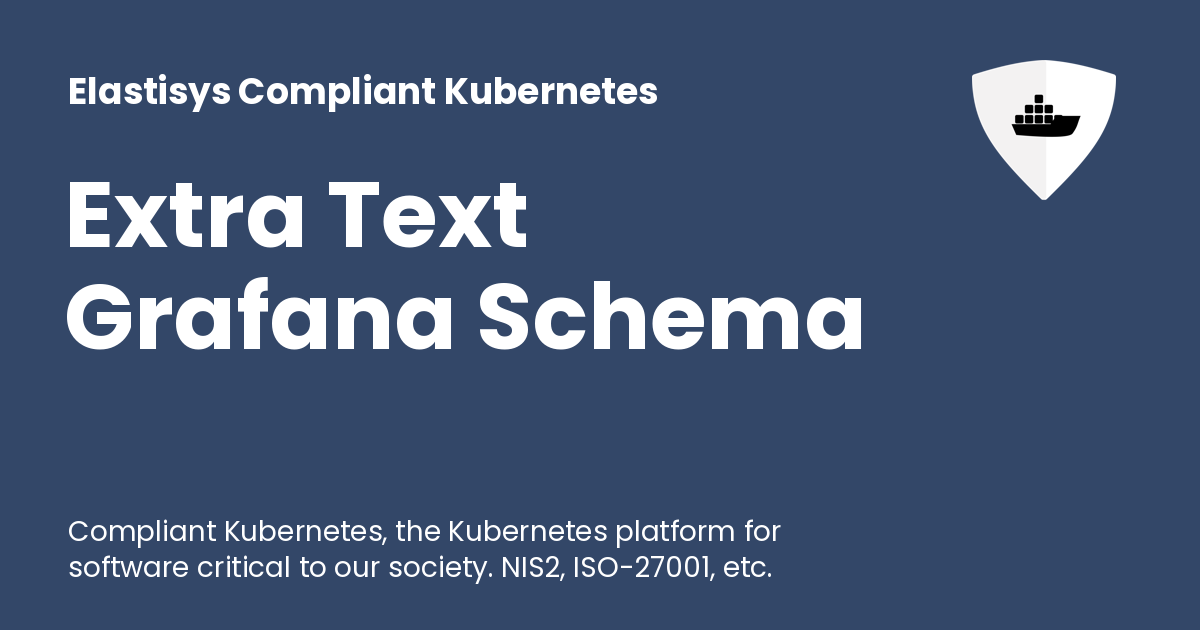 Elastisys Compliant Kubernetes
Extra Text
Grafana Schema
Compliant Kubernetes, the Kubernetes platform for
software critical to our society. NIS2, ISO-27001, etc.